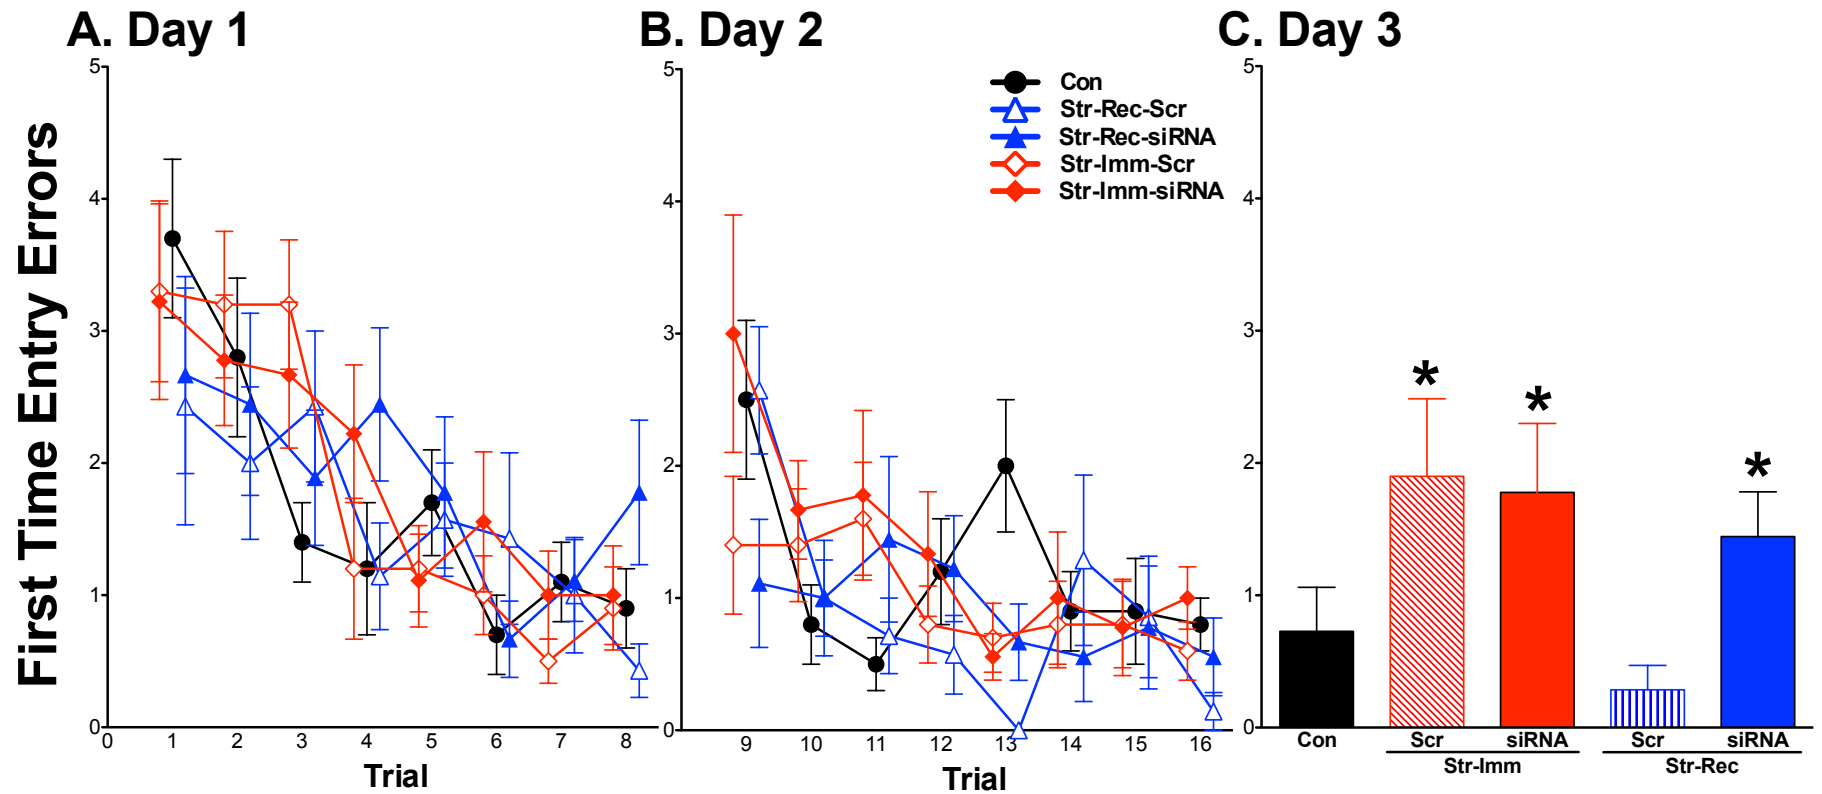 A. Day 1
B. Day 2
C. Day 3
First Time Entry Errors
5
4
3
2
1
0
0 1 2 3 4 5 6 7 8
Trial
5
4
3
2
1
0
9 10 11 12 13 14 15 16
Trial
Con
Str-Rec-Scr
Str-Rec-siRNA
Str-Imm-Scr
Str-Imm-siRNA
5
4
3
2
1
0
* * *
Con Scr siRNA Scr siRNA
Str-Imm Str-Rec